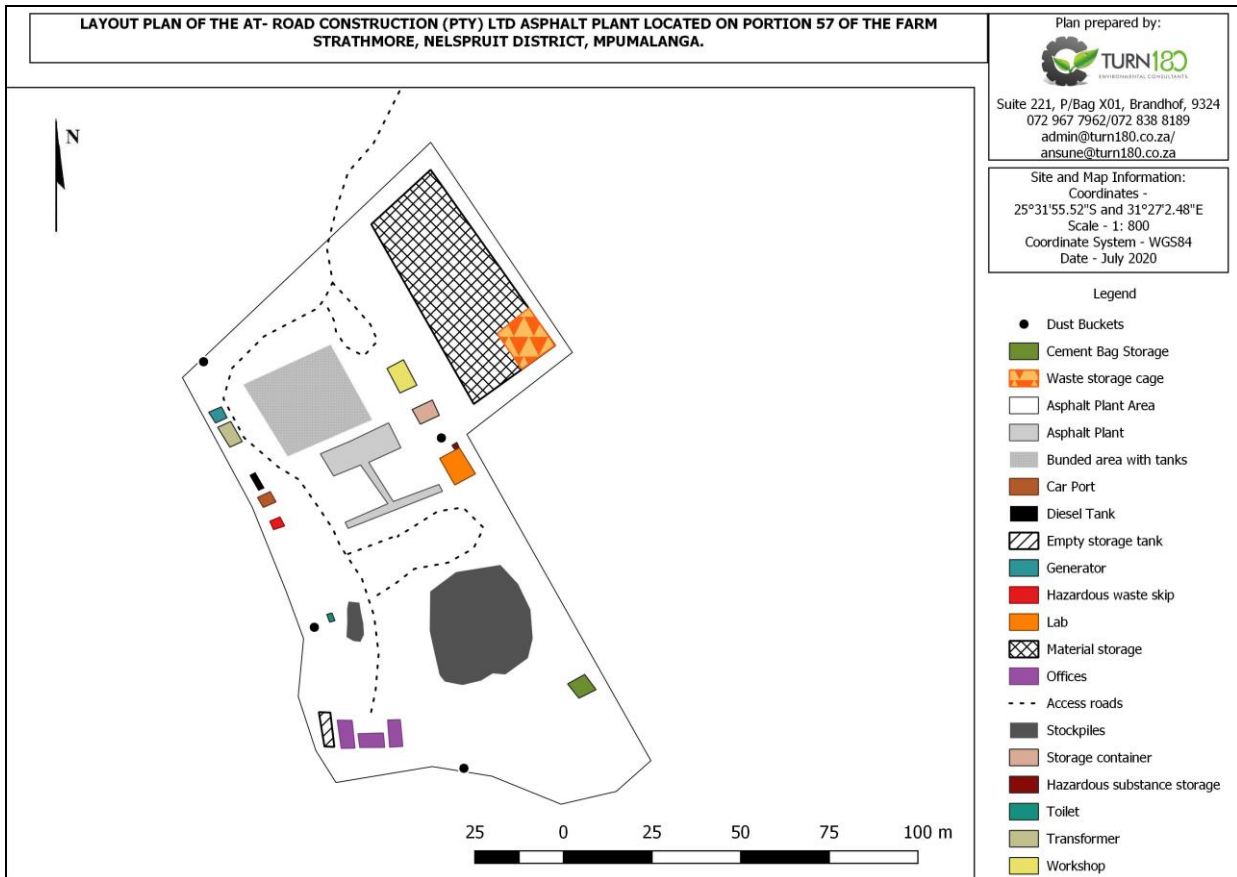 LAYOUT PLAN OF THE AT- ROAD CONSTRUCTION (PTY) LTD ASPHALT PLANT LOCATED ON PORTION 57 OF THE FARM
STRATHMORE, NELSPRUIT DISTRICT, MPUMALANGA.
Plan prepared by:
TURN180
ENVIRONMENTAL CONSULTANTS
Suite 221, P/Bag X01, Brandhof, 9324
072 967 7962/072 838 8189
admin@turn180.co.za/
ansune@turn180.co.za
Site and Map Information:
Coordinates -
25°31'55.52"S and 31°27'2.48"E
Scale - 1: 800
Coordinate System - WGS84
Date - July 2020
N
Legend
Dust Buckets
Cement Bag Storage
Waste storage cage
Asphalt Plant Area
Asphalt Plant
Bunded area with tanks
Car Port
Diesel Tank
Empty storage tank
Generator
Hazardous waste skip
Lab
Material storage
Offices
Access roads
Stockpiles
Storage container
Hazardous substance storage
Toilet
Transformer
Workshop
25 0 25 50 75 100 m